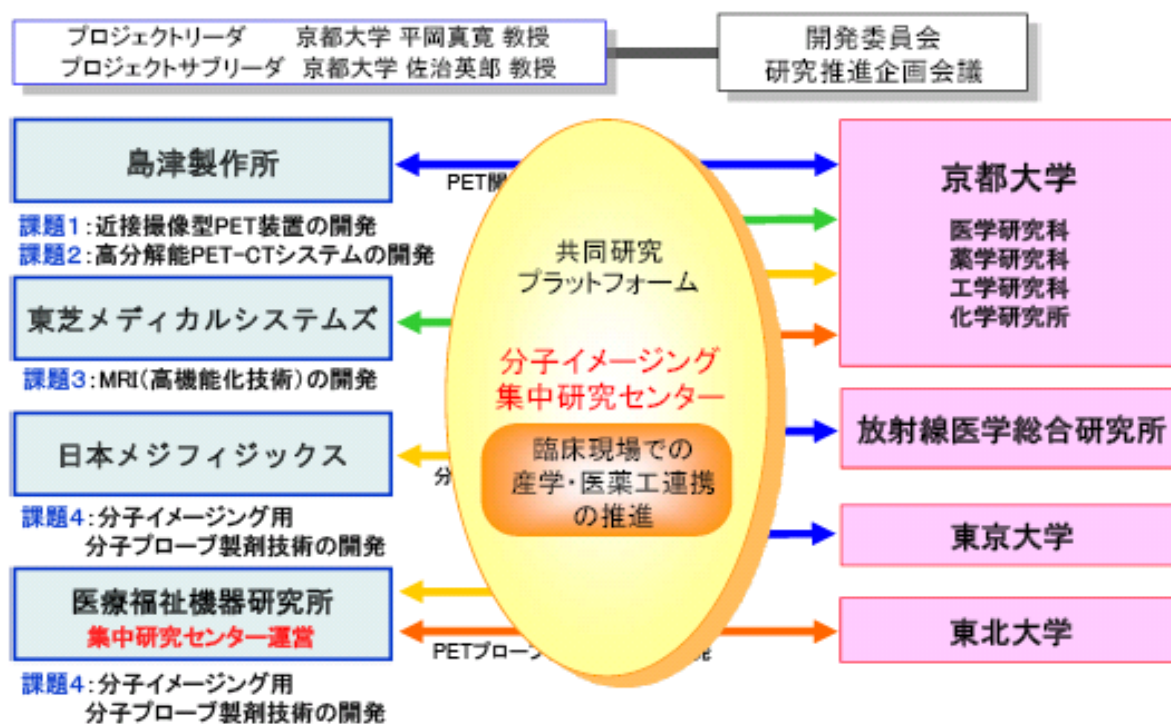 プロジェクトリーダ 京都大学 平岡真寛 教授
プロジェクトサブリーダ 京都大学 佐治英郎 教授
開発委員会
研究推進企画会議
島津製作所
課題1：近接撮像型PET装置の開発
課題2：高分解能PET-CTシステムの開発
東芝メディカルシステムズ
課題3：MRI(高機能化技術)の開発
日本メジフィジックス
課題4：分子イメージング用
分子プローブ製剤技術の開発
医療福祉機器研究所
集中研究センター運営
課題4：分子イメージング用
分子プローブ製剤技術の開発
PET開
分
PETプローブ
発
共同研究
プラットフォーム
分子イメージング
集中研究センター
臨床現場での
産学・医薬工連携
の推進
京都大学
医学研究科
薬学研究科
工学研究科
化学研究所
放射線医学総合研究所
東京大学
東北大学